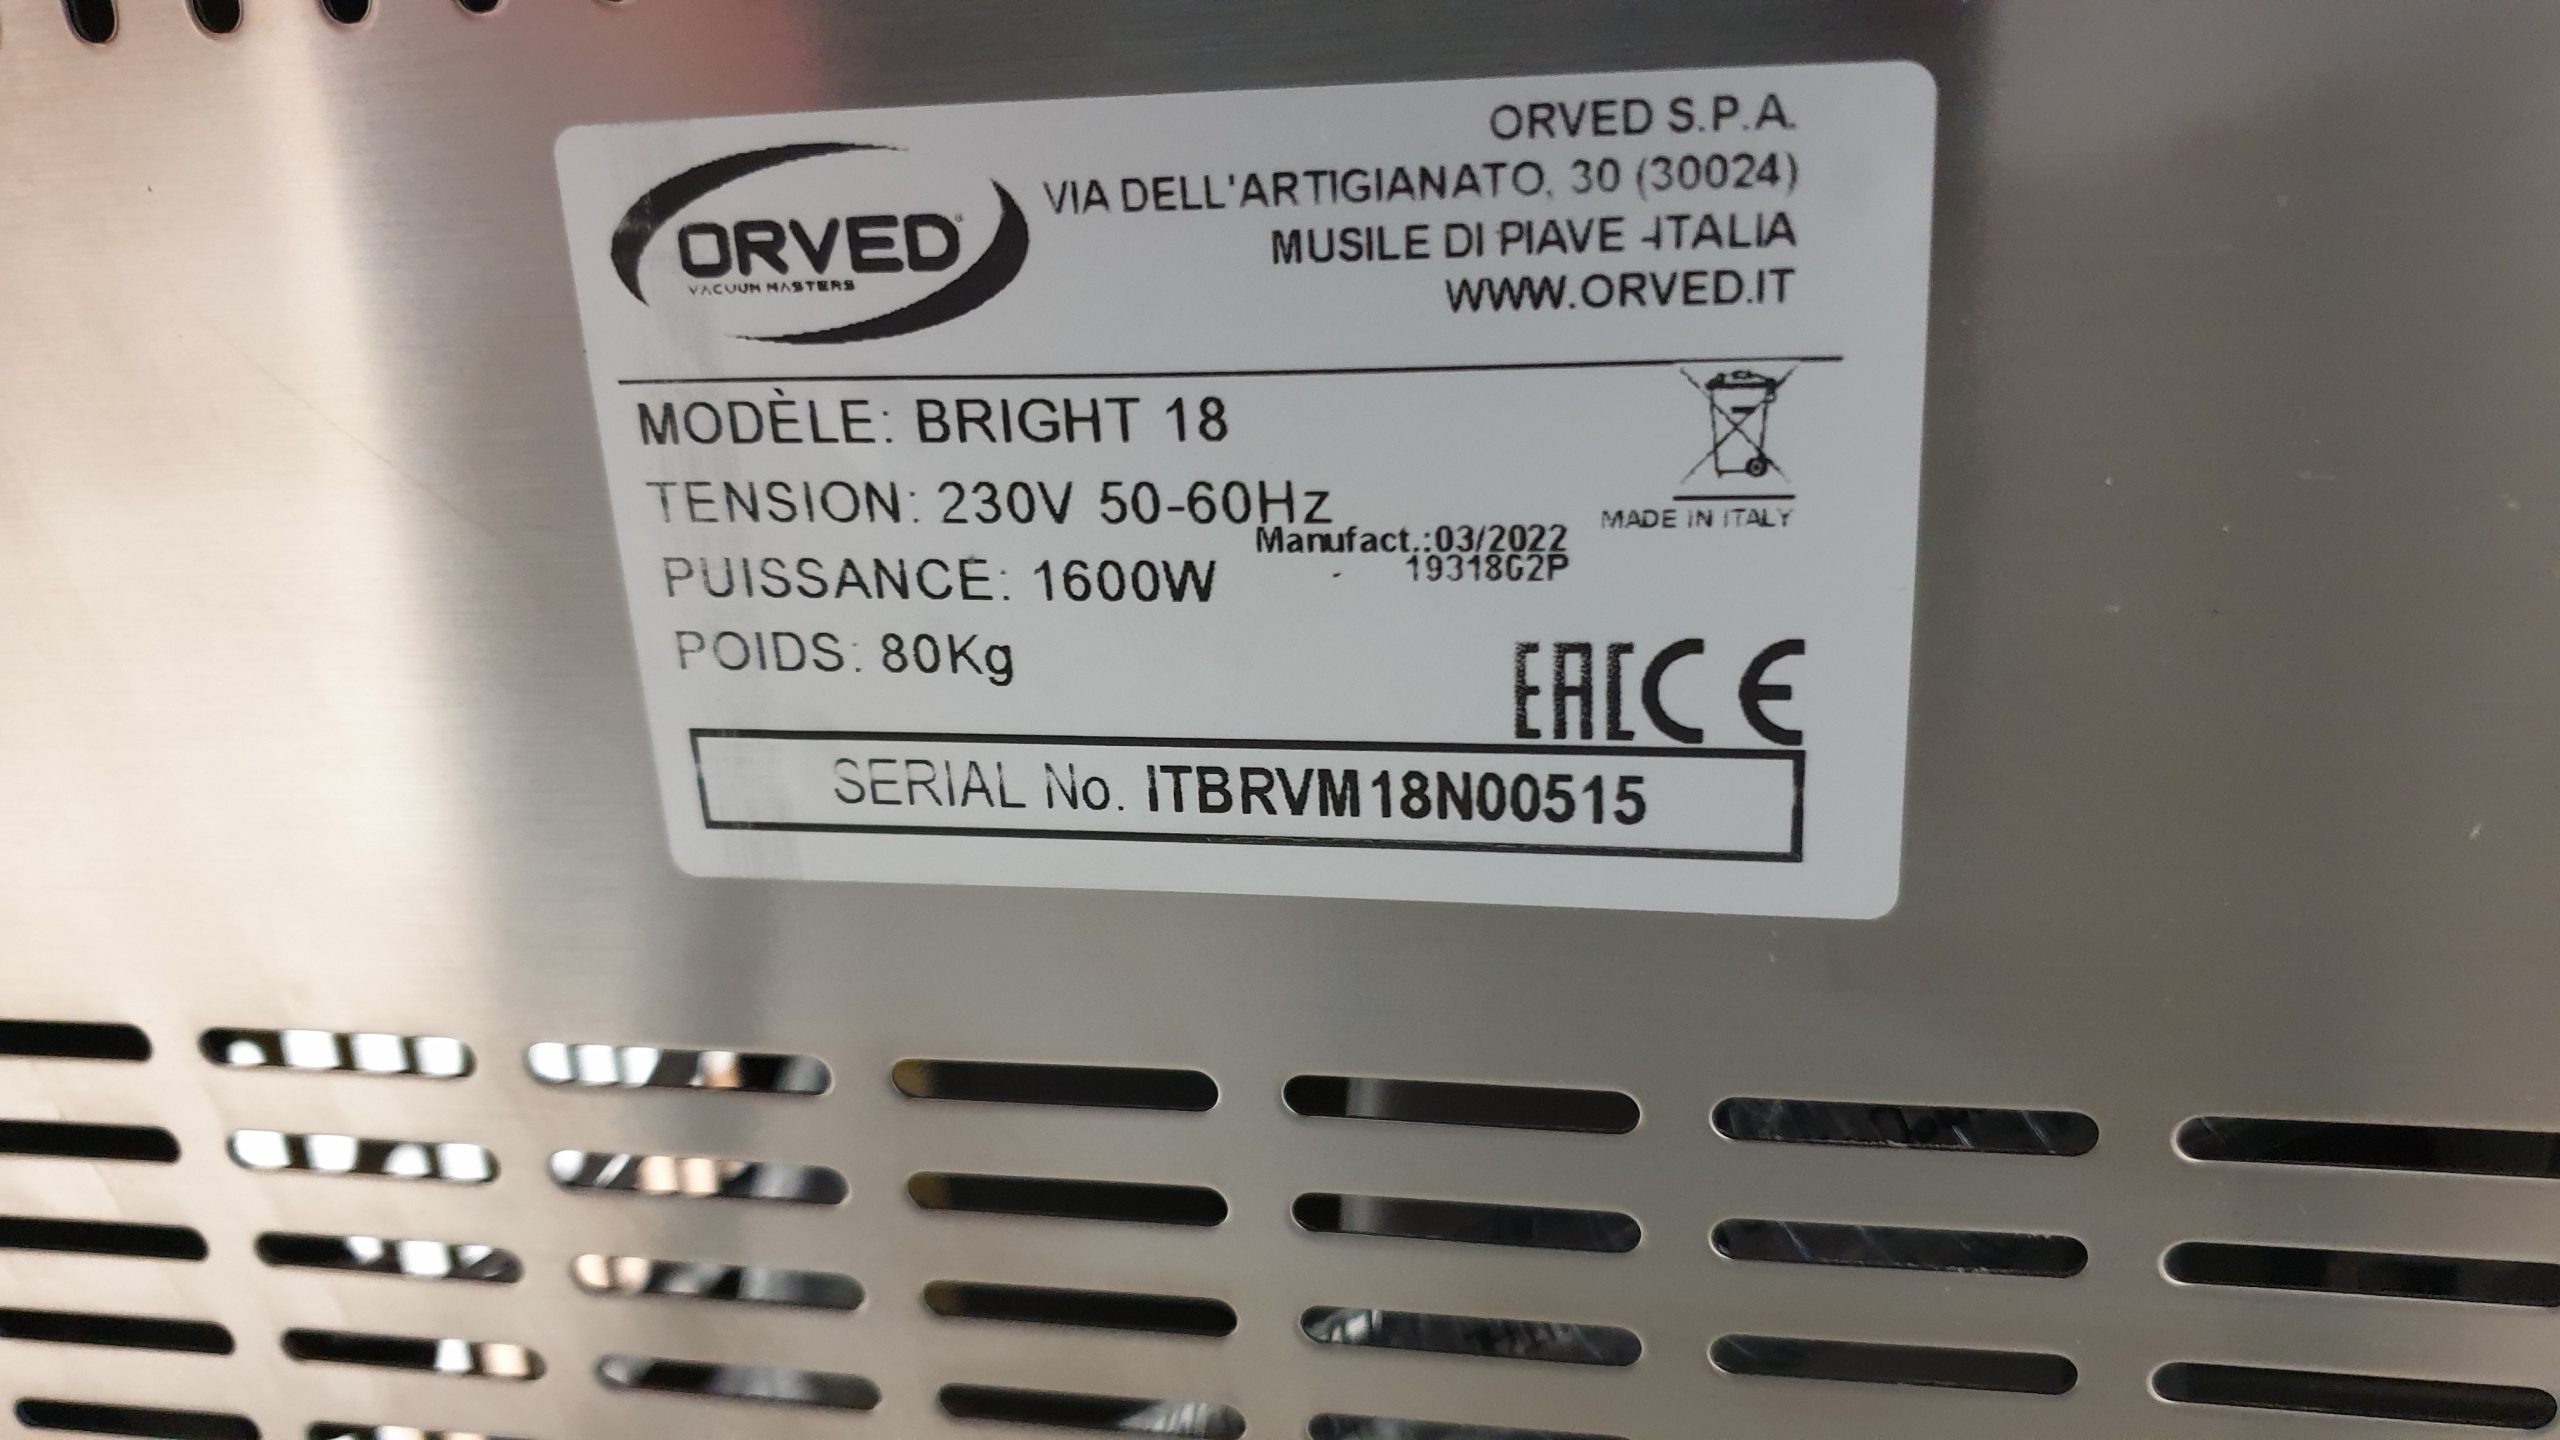 ORVED
VACUUM MASTERS
ORVED S.P.A.
VIA DELL'ARTIGIANATO, 30 (30024)
MUSILE DI PIAVE -ITALIA
WWW.ORVED.IT
MODÈLE: BRIGHT 18
TENSION: 230V 50-60Hz
Manufact.:03/2022
19318G2P
PUISSANCE: 1600W
POIDS: 80Kg
MADE IN ITALY
EAC CE
SERIAL No. ITBRVM18N00515